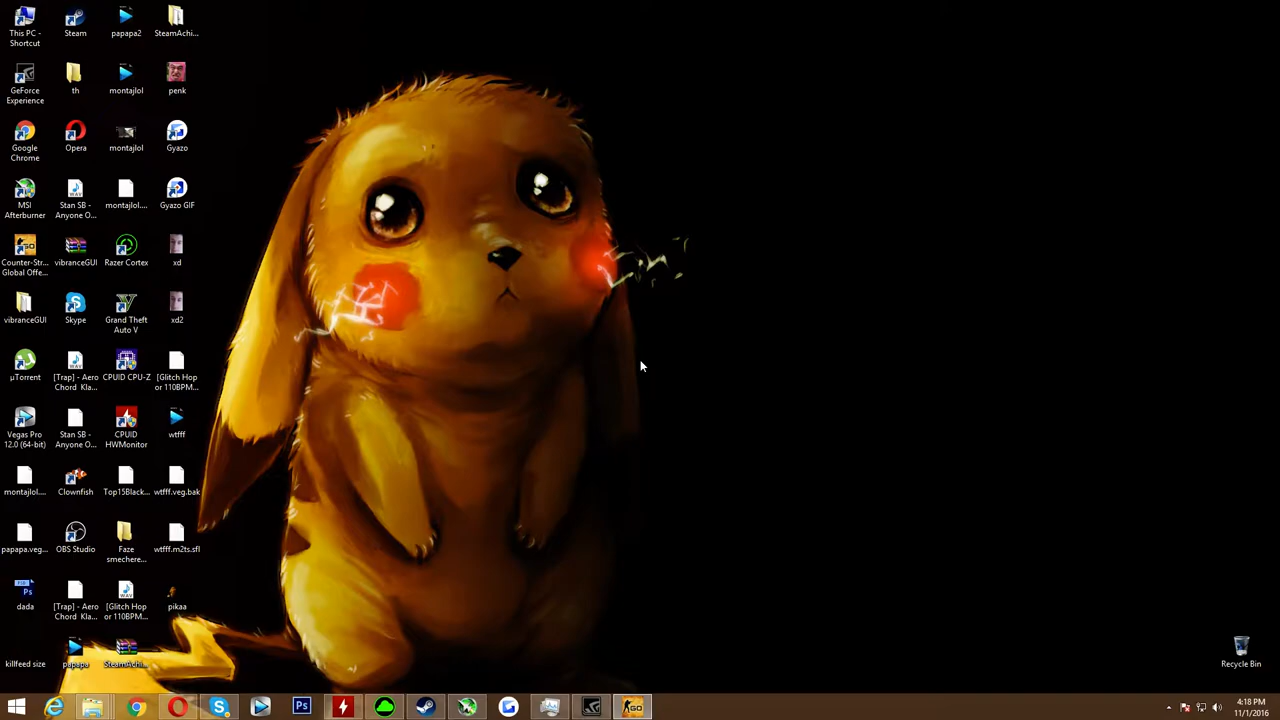 This PC -
Shortcut
Steam
papapa2
SteamAchi...
GeForce
Experience
th
montajlol
penk
Google
Chrome
Opera
montajlol
Gyazo
MSI
Afterburner
Stan SB -
Anyone O...
montajlol....
Gyazo GIF
Counter-Str...
Global Offe...
vibranceGUI
Razer Cortex
xd
vibranceGUI
Skype
Grand Theft
Auto V
xd2
µTorrent
[Trap] - Aero
Chord Kla...
CPUID CPU-Z
[Glitch Hop
or 110BPM...
Vegas Pro
12.0 (64-bit)
Stan SB -
Anyone O...
CPUID
HWMonitor
wtfff
montajlol....
Clownfish
Top15Black...
wtfff.veg.bak
papapa.veg...
OBS Studio
Faze
smechere...
wtfff.m2ts.sfl
dada
[Trap] - Aero
Chord Kla...
[Glitch Hop
or 110BPM...
pikaa
killfeed size
papapa
SteamAchi...
Recycle Bin
4:18 PM
11/1/2016